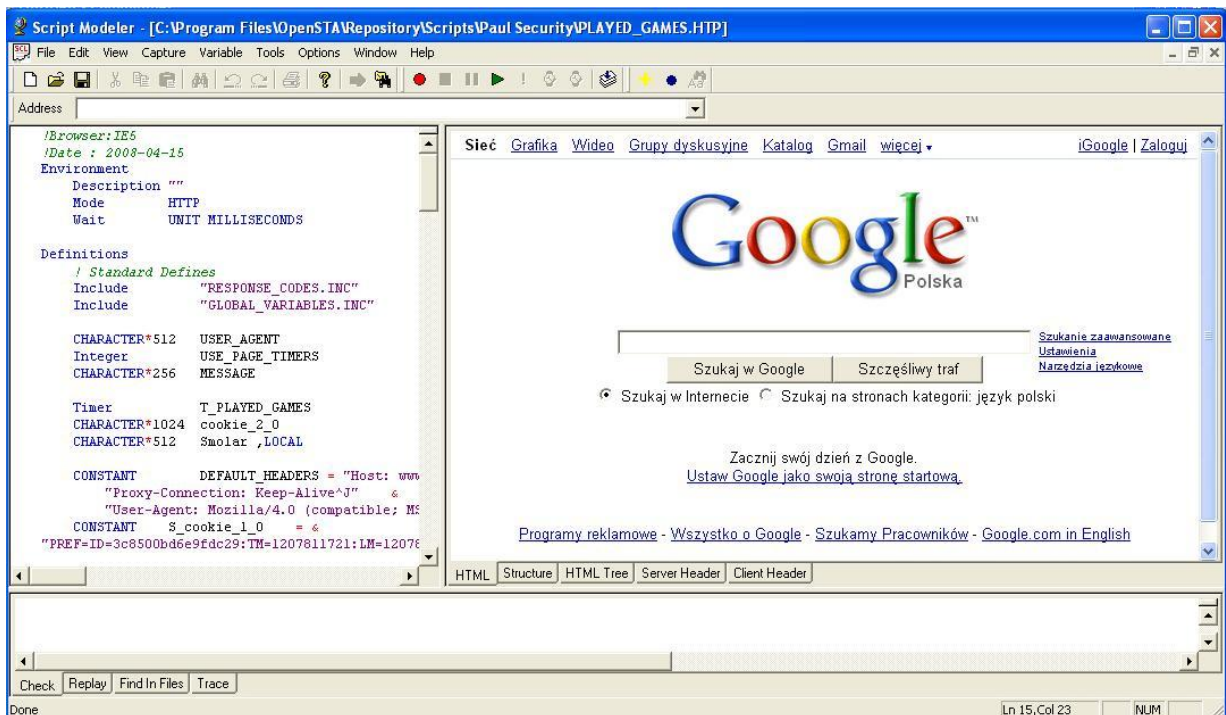 Script Modeler - [C:\Program Files\OpenSTA\Repository\Scripts\Paul Security\PLAYED_GAMES.HTP]
File Edit View Capture Variable Tools Options Window Help
Address
!Browser:IE5
!Date : 2008-04-15
Environment
Description ""
Mode HTTP
Wait UNIT MILLISECONDS
Definitions
! Standard Defines
Include "RESPONSE_CODES.INC"
Include "GLOBAL_VARIABLES.INC"
CHARACTER*512 USER_AGENT
Integer USE_PAGE_TIMERS
CHARACTER*256 MESSAGE
Timer T_PLAYED_GAMES
CHARACTER*1024 cookie_2_0
CHARACTER*512 Smolar ,LOCAL
CONSTANT DEFAULT_HEADERS = "Host: www
"Proxy-Connection: Keep-Alive^J" &
"User-Agent: Mozilla/4.0 (compatible; MS
CONSTANT S_cookie_1_0 = &
"PREF=ID=3c8500bd6e9fdc29:TM=1207811721:LM=12078
Sieć Grafika Wideo Grupy dyskusyjne Katalog Gmail więcej iGoogle | Zaloguj
Google™
Polska
Szukanie zaawansowane
Ustawienia
Narzędzia językowe
Szukaj w Google Szczęśliwy traf
Szukaj w Internecie Szukaj na stronach kategorii: język polski
Zacznij swój dzień z Google.
Ustaw Google jako swoją stronę startową.
Programy reklamowe - Wszystko o Google - Szukamy Pracowników - Google.com in English
HTML Structure HTML Tree Server Header Client Header
Check Replay Find In Files Trace
Done Ln 15,Col 23 NUM